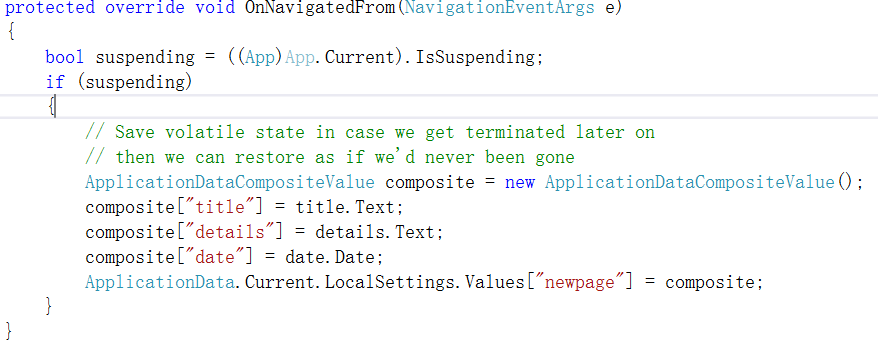 protected override void OnNavigatedFrom(NavigationEventArgs e)
{
    bool suspending = ((App)App.Current).IsSuspending;
    if (suspending)
    {
        // Save volatile state in case we get terminated later on
        // then we can restore as if we'd never been gone
        ApplicationDataCompositeValue composite = new ApplicationDataCompositeValue();
        composite["title"] = title.Text;
        composite["details"] = details.Text;
        composite["date"] = date.Date;
        ApplicationData.Current.LocalSettings.Values["newpage"] = composite;
    }
}